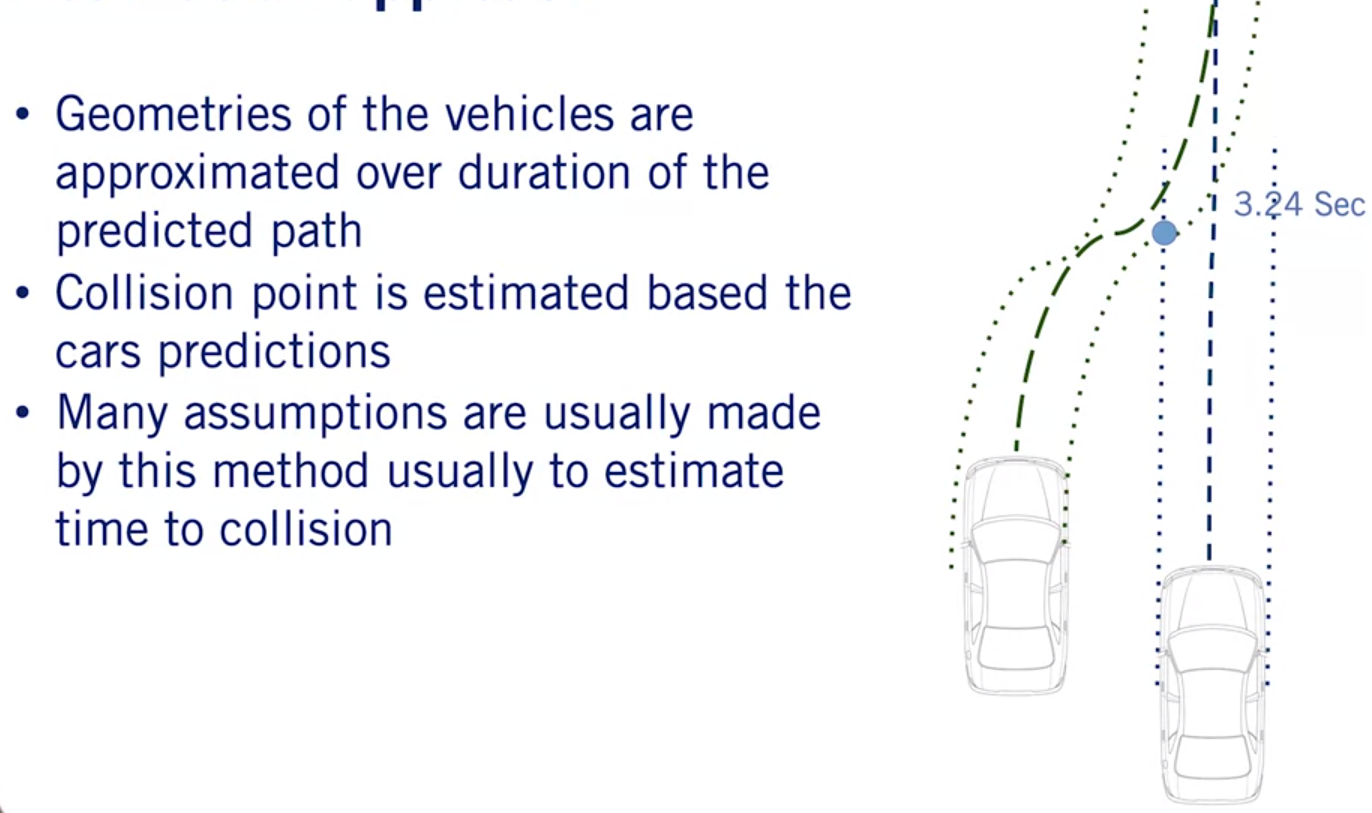 • Geometries of the vehicles are
approximated over duration of the
predicted path
• Collision point is estimated based the
cars predictions
• Many assumptions are usually made
by this method usually to estimate
time to collision
3.24 Sec